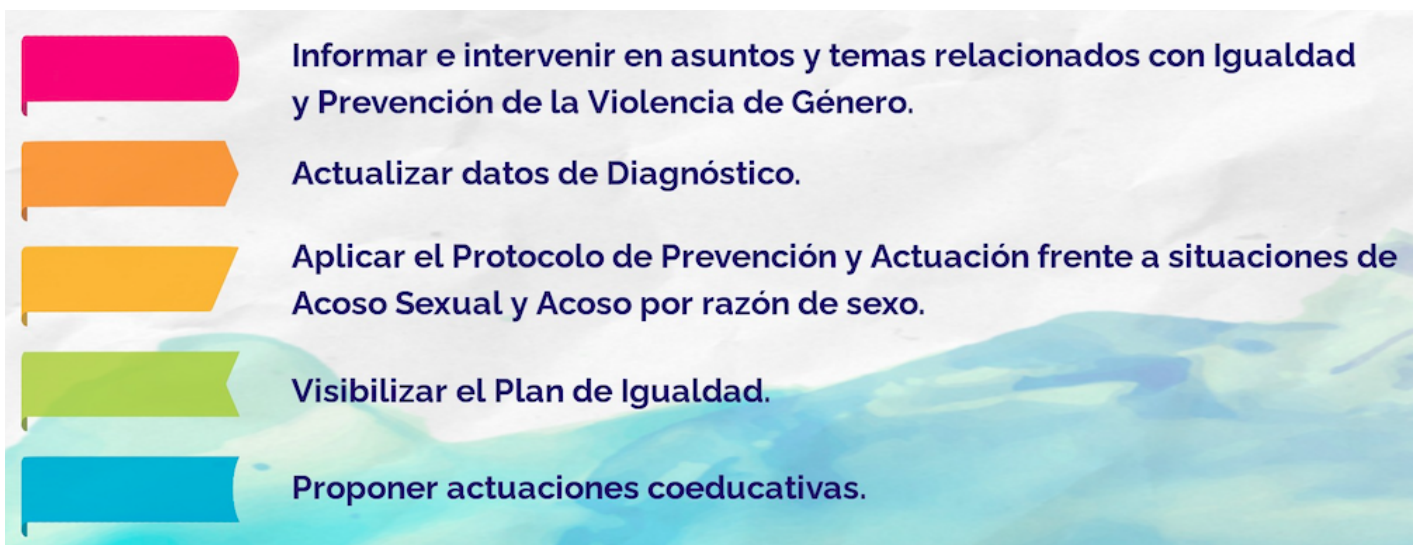 Informar e intervenir en asuntos y temas relacionados con Igualdad
y Prevención de la Violencia de Género.
Actualizar datos de Diagnóstico.
Aplicar el Protocolo de Prevención y Actuación frente a situaciones de
Acoso Sexual y Acoso por razón de sexo.
Visibilizar el Plan de Igualdad.
Proponer actuaciones coeducativas.